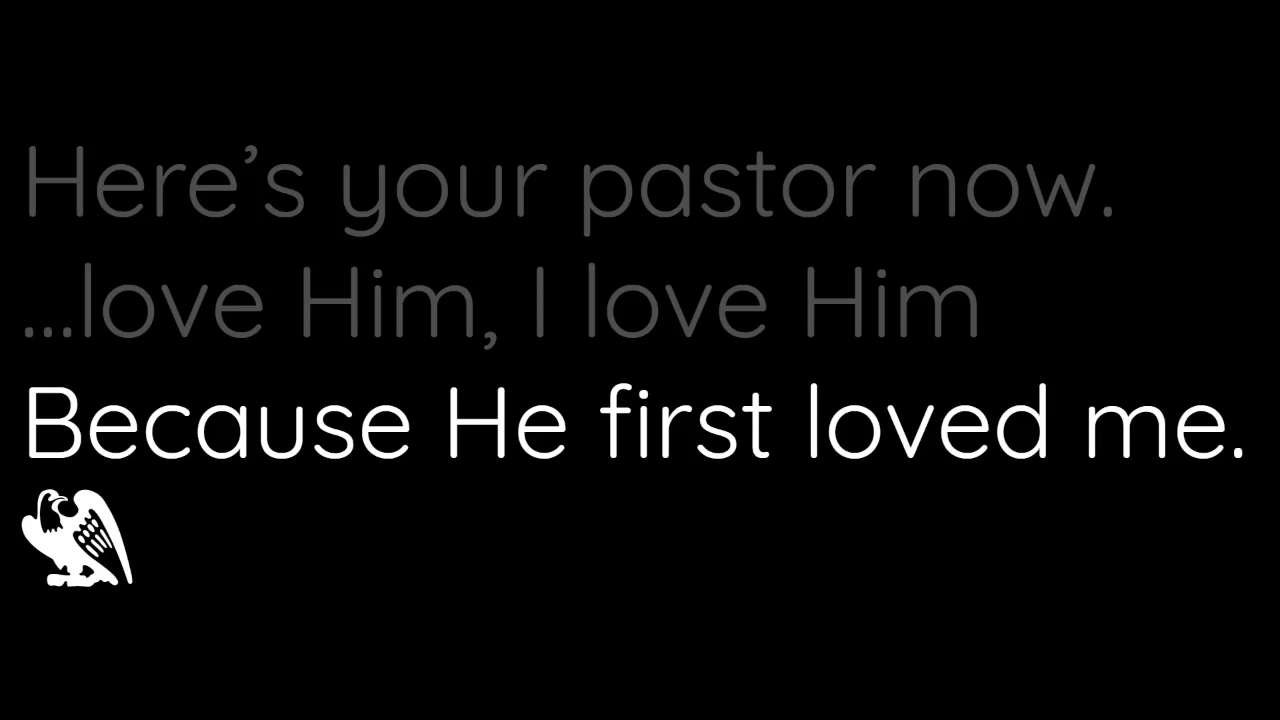 Here’s your pastor now.
...love Him, I love Him
Because He first loved me.